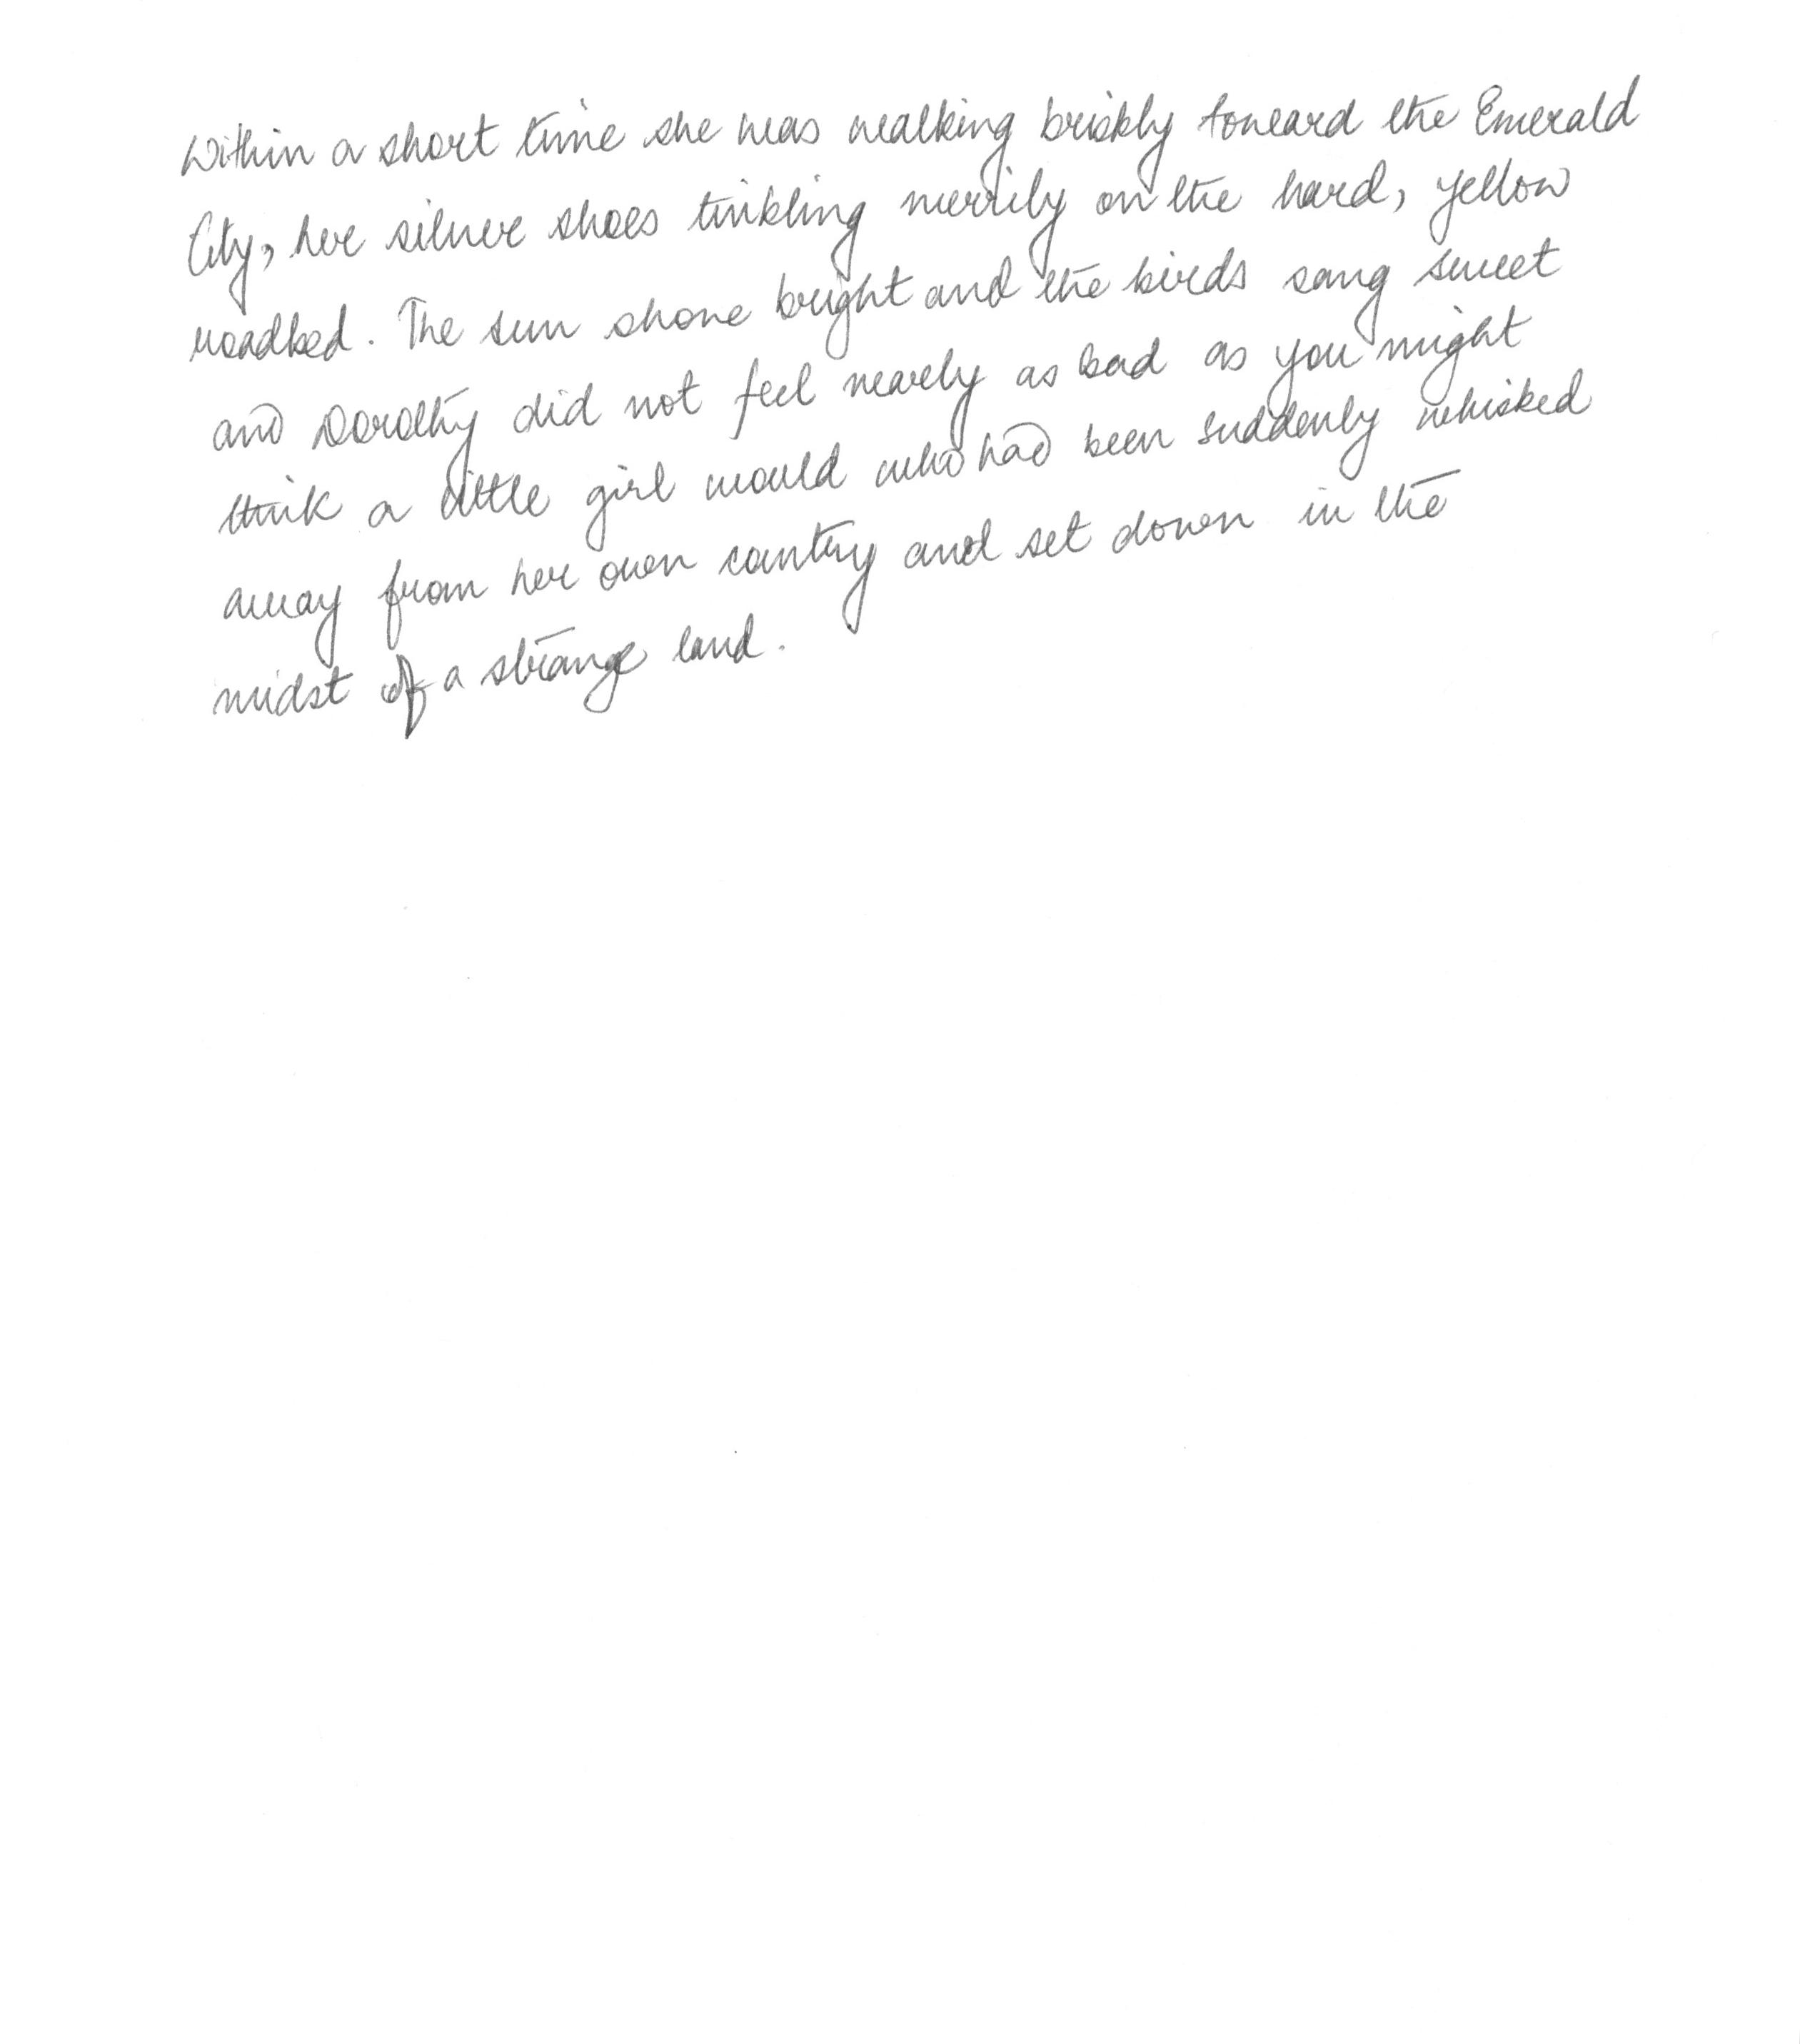 Within a short time she was walking briskly toward the Emerald
City, her silver shoes tinkling merrily on the hard, yellow
roadbed. The sun shone bright and the birds sang sweet
and Dorothy did not feel nearly as bad as you might
think a little girl would who had been suddenly whisked
away from her own country and set down in the
midst of a strange land.